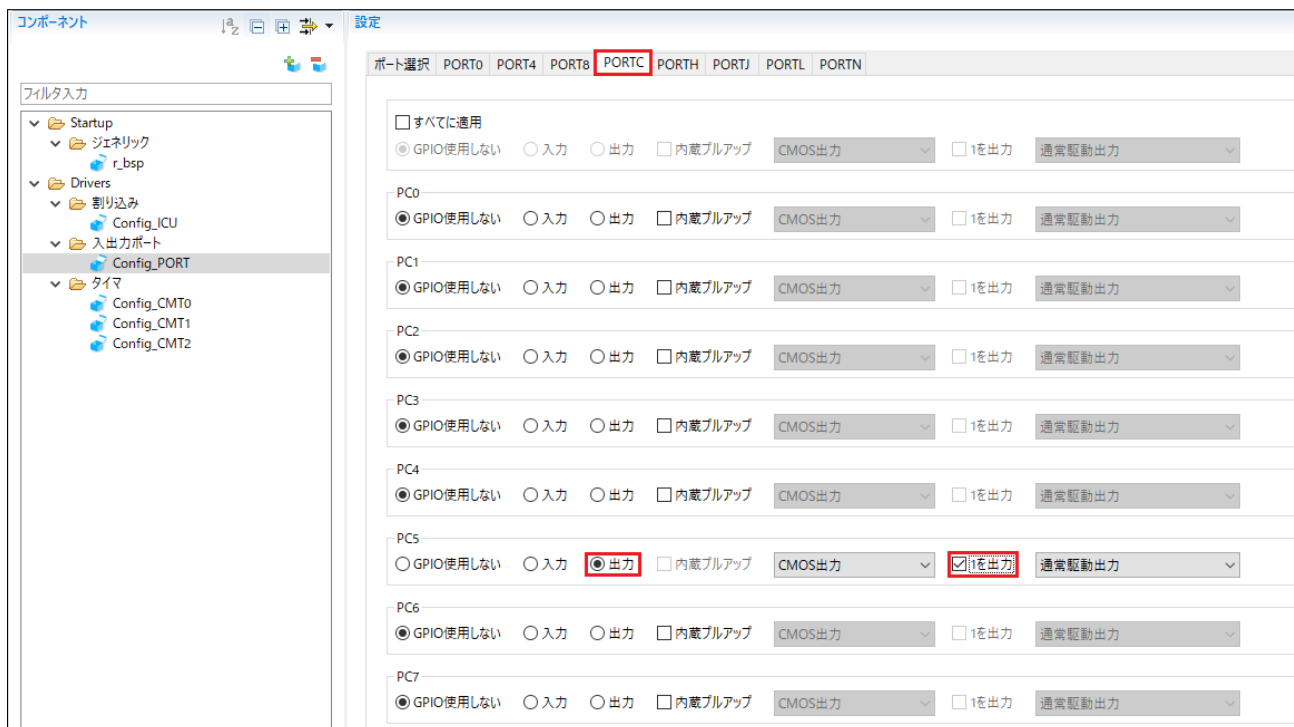 コンポーネント
設定
フィルタ入力
Startup
ジェネリック
r_bsp
Drivers
割り込み
Config_ICU
入出力ポート
Config_PORT
タイマ
Config_CMT0
Config_CMT1
Config_CMT2
ポート選択 PORT0 PORT4 PORT8 PORTC PORTH PORTJ PORTL PORTN
すべてに適用
GPIO使用しない 入力 出力 内蔵プルアップ CMOS出力 1を出力 通常駆動出力
PC0
GPIO使用しない 入力 出力 内蔵プルアップ CMOS出力 1を出力 通常駆動出力
PC1
GPIO使用しない 入力 出力 内蔵プルアップ CMOS出力 1を出力 通常駆動出力
PC2
GPIO使用しない 入力 出力 内蔵プルアップ CMOS出力 1を出力 通常駆動出力
PC3
GPIO使用しない 入力 出力 内蔵プルアップ CMOS出力 1を出力 通常駆動出力
PC4
GPIO使用しない 入力 出力 内蔵プルアップ CMOS出力 1を出力 通常駆動出力
PC5
GPIO使用しない 入力 出力 内蔵プルアップ CMOS出力 1を出力 通常駆動出力
PC6
GPIO使用しない 入力 出力 内蔵プルアップ CMOS出力 1を出力 通常駆動出力
PC7
GPIO使用しない 入力 出力 内蔵プルアップ CMOS出力 1を出力 通常駆動出力